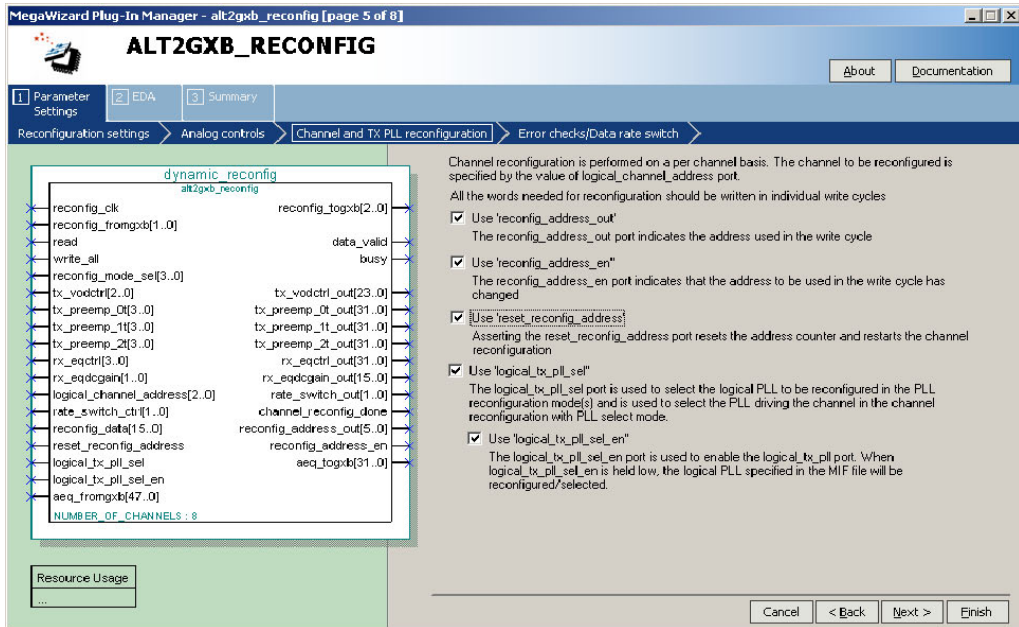 MegaWizard Plug-In Manager - alt2gxb_reconfig [page 5 of 8]
ALT2GXB_RECONFIG
About
Documentation
1 Parameter Settings
2 EDA
3 Summary
Reconfiguration settings
Analog controls
Channel and TX PLL reconfiguration
Error checks/Data rate switch
dynamic_reconfig
alt2gxb_reconfig
reconfig_clk
reconfig_togxb[2..0]
reconfig_fromgxb[1..0]
read
data_valid
write_all
busy
reconfig_mode_sel[3..0]
tx_vodctrl[2..0]
tx_vodctrl_out[23..0]
tx_preemp_0t[3..0]
tx_preemp_0t_out[31..0]
tx_preemp_1t[3..0]
tx_preemp_1t_out[31..0]
tx_preemp_2t[3..0]
tx_preemp_2t_out[31..0]
rx_eqctrl[3..0]
rx_eqctrl_out[31..0]
rx_eqdcgain[1..0]
rx_eqdcgain_out[15..0]
logical_channel_address[2..0]
rate_switch_out[1..0]
rate_switch_ctrl[1..0]
channel_reconfig_done
reconfig_data[15..0]
reconfig_address_out[5..0]
reset_reconfig_address
reconfig_address_en
logical_tx_pll_sel
aeq_togxb[31..0]
logical_tx_pll_sel_en
aeq_fromgxb[47..0]
NUMBER_OF_CHANNELS : 8
Resource Usage
...
Channel reconfiguration is performed on a per channel basis. The channel to be reconfigured is
specified by the value of logical_channel_address port.
All the words needed for reconfiguration should be written in individual write cycles
Use 'reconfig_address_out'
The reconfig_address_out port indicates the address used in the write cycle
Use 'reconfig_address_en''
The reconfig_address_en port indicates that the address to be used in the write cycle has
changed
Use 'reset_reconfig_address'
Asserting the reset_reconfig_address port resets the address counter and restarts the channel
reconfiguration
Use 'logical_tx_pll_sel''
The logical_tx_pll_sel port is used to select the logical PLL to be reconfigured in the PLL
reconfiguration mode(s) and is used to select the PLL driving the channel in the channel
reconfiguration with PLL select mode.
Use 'logical_tx_pll_sel_en''
The logical_tx_pll_sel_en port is used to enable the logical_tx_pll port. When
logical_tx_pll_sel_en is held low, the logical PLL specified in the MIF file will be
reconfigured/selected.
Cancel
< Back
Next >
Finish